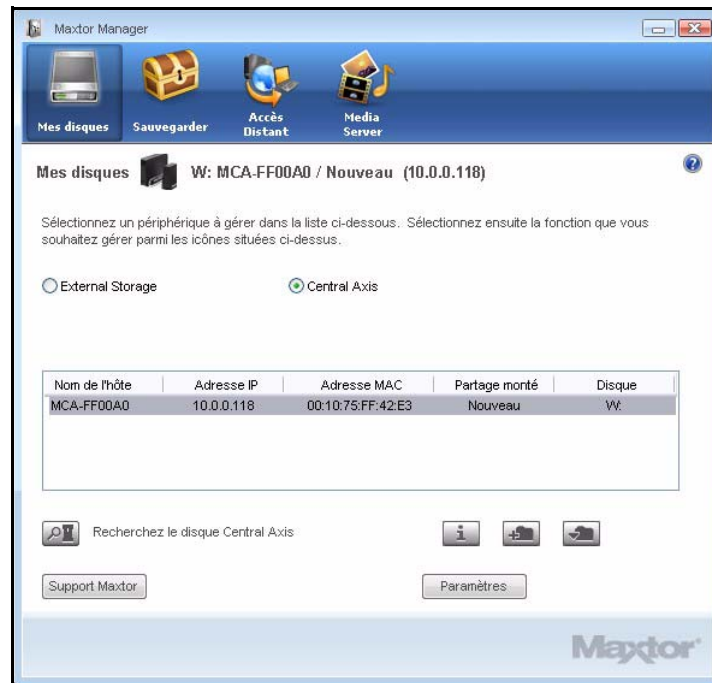 Maxtor Manager
Mes disques
Sauvegarder
Accès
Distant
Media
Server
Mes disques W: MCA-FF00A0 / Nouveau (10.0.0.118)
Sélectionnez un périphérique à gérer dans la liste ci-dessous. Sélectionnez ensuite la fonction que vous
souhaitez gérer parmi les icônes situées ci-dessus.
External Storage Central Axis
Nom de l'hôte Adresse IP Adresse MAC Partage monté Disque
MCA-FF00A0 10.0.0.118 00:10:75:FF:42:E3 Nouveau W:
Recherchez le disque Central Axis
Support Maxtor Paramètres
Maxtor